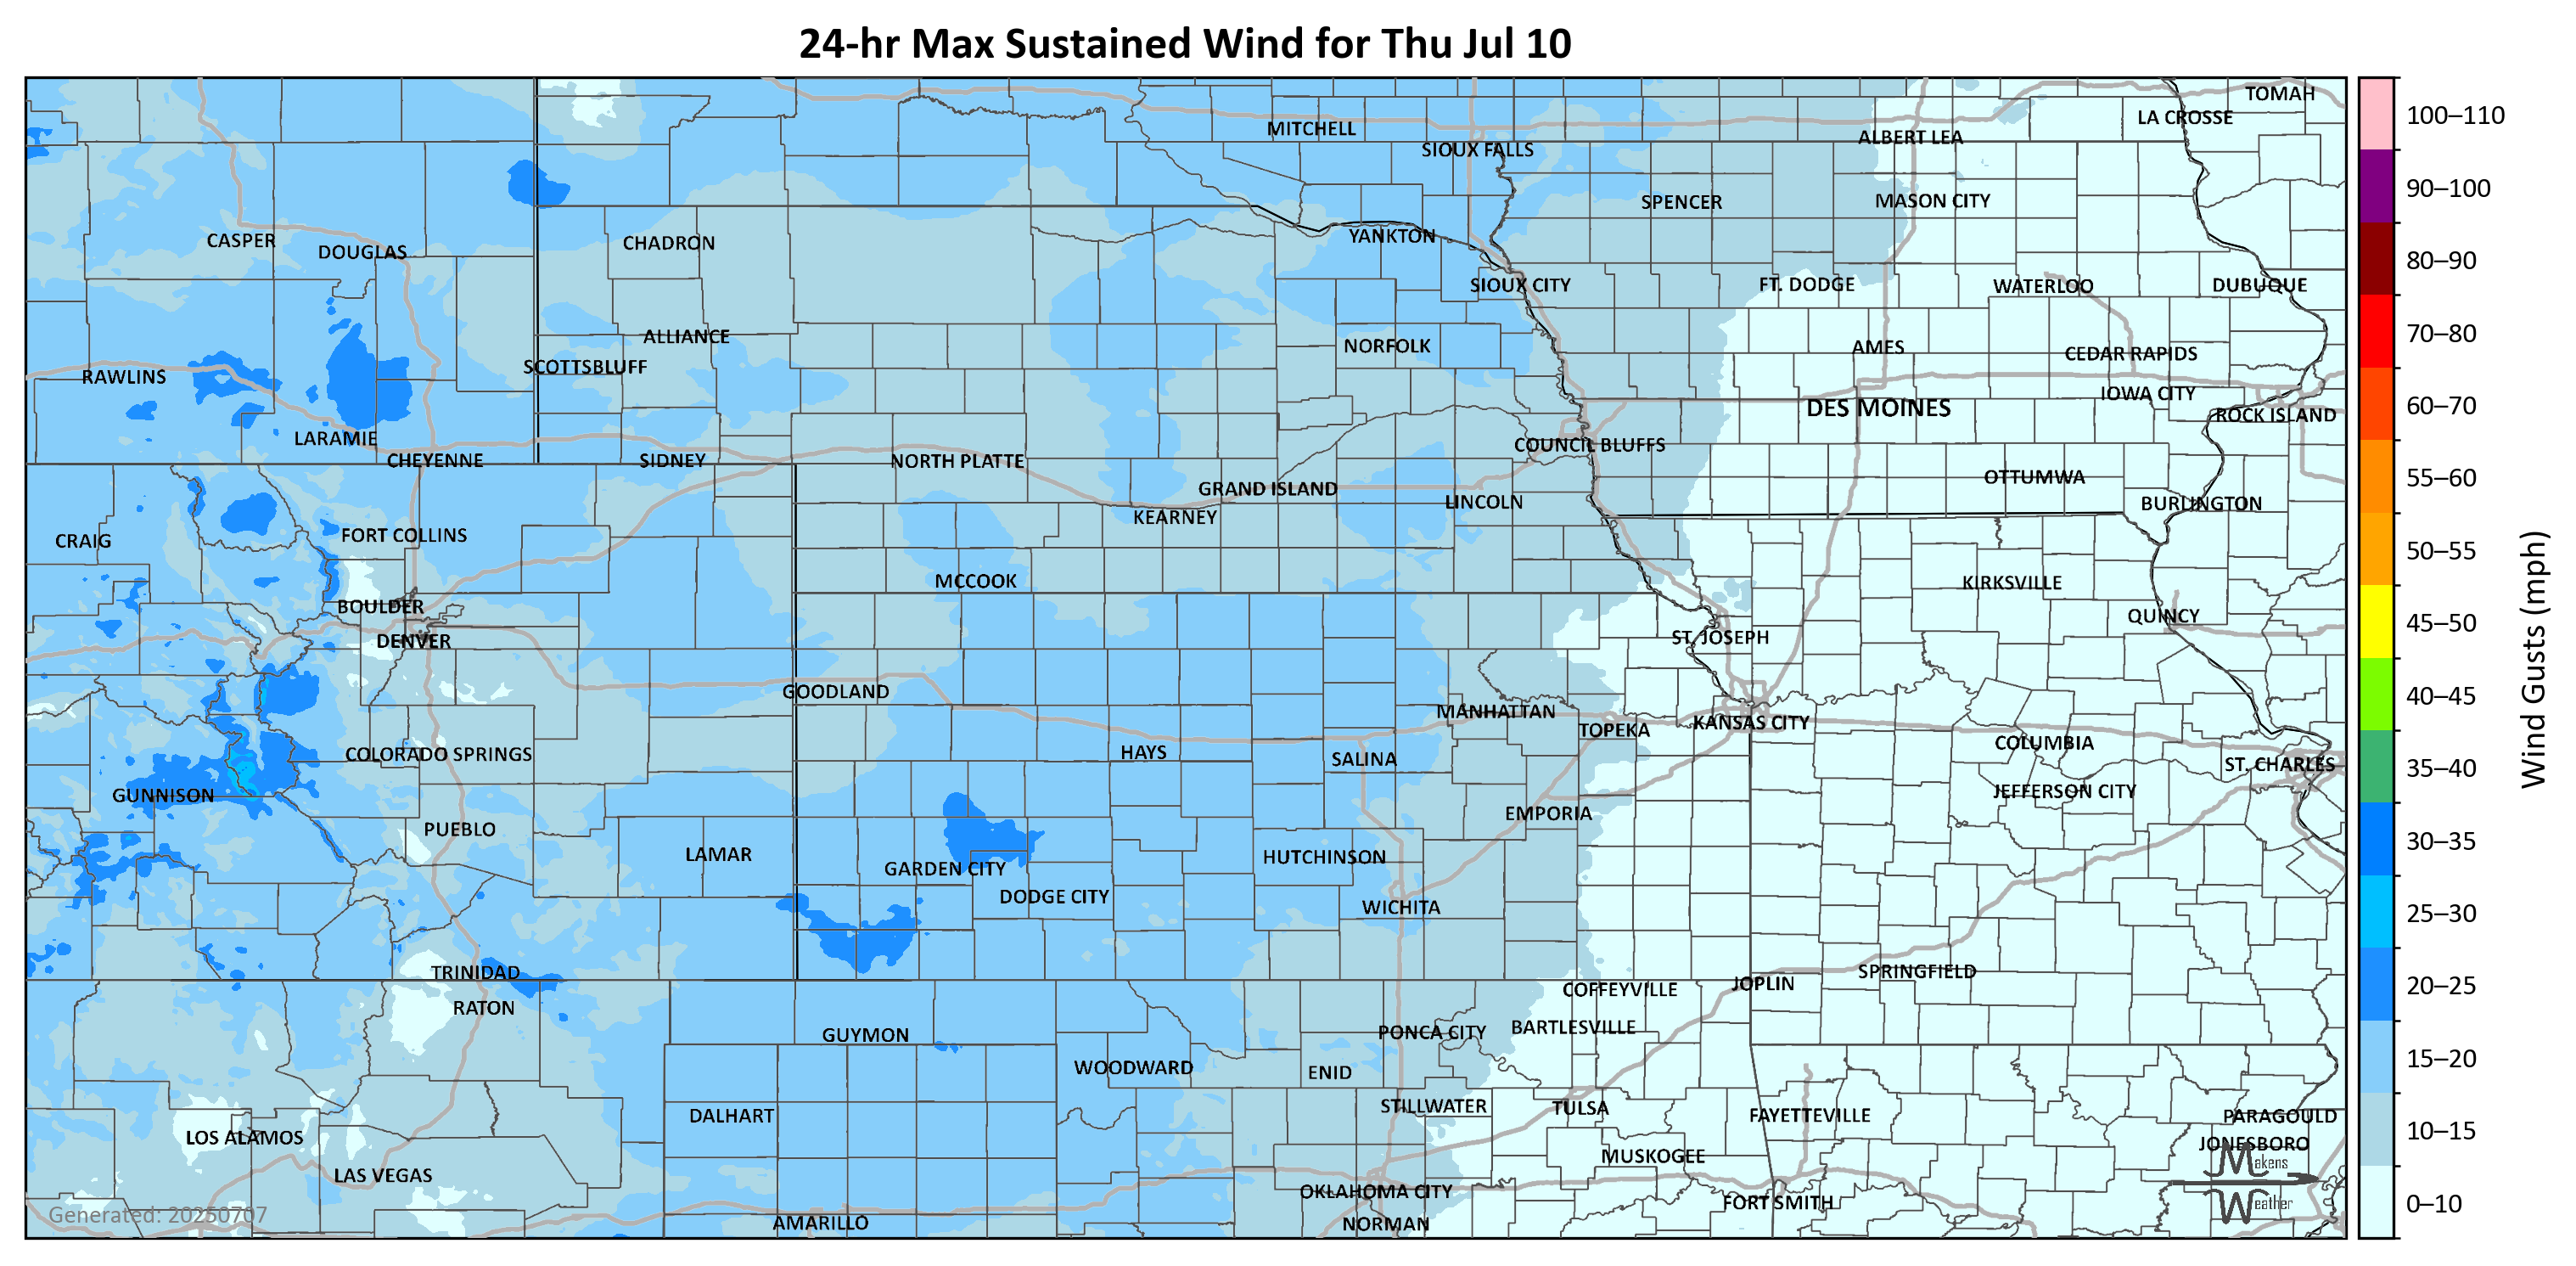 24-hr Max Sustained Wind for Thu Jul 10
TOMAH
LA CROSSE
MITCHELL
ALBERT LEA
SIOUX FALLS
SPENCER
MASON CITY
CASPER
DOUGLAS
CHADRON
YANKTON
SIOUX CITY
FT. DODGE
WATERLOO
DUBUQUE
ALLIANCE
NORFOLK
AMES
CEDAR RAPIDS
SCOTTSBLUFF
RAWLINS
IOWA CITY
DES MOINES
ROCK ISLAND
LARAMIE
COUNCIL BLUFFS
CHEYENNE
SIDNEY
NORTH PLATTE
OTTUMWA
GRAND ISLAND
LINCOLN
BURLINGTON
KEARNEY
CRAIG
FORT COLLINS
MCCOOK
KIRKSVILLE
BOULDER
QUINCY
DENVER
ST. JOSEPH
GOODLAND
MANHATTAN
TOPEKA
KANSAS CITY
COLORADO SPRINGS
HAYS
SALINA
COLUMBIA
ST. CHARLES
GUNNISON
JEFFERSON CITY
EMPORIA
PUEBLO
LAMAR
HUTCHINSON
GARDEN CITY
DODGE CITY
WICHITA
TRINIDAD
SPRINGFIELD
JOPLIN
COFFEYVILLE
RATON
GUYMON
PONCA CITY
BARTLESVILLE
WOODWARD
ENID
DALHART
STILLWATER
TULSA
FAYETTEVILLE
PARAGOULD
LOS ALAMOS
JONESBORO
MUSKOGEE
LAS VEGAS
OKLAHOMA CITY
FORT SMITH
AMARILLO
NORMAN
Makens
Weather
Generated: 20250707
100–110
90–100
80–90
70–80
60–70
55–60
50–55
45–50
40–45
35–40
30–35
25–30
20–25
15–20
10–15
0–10
Wind Gusts (mph)